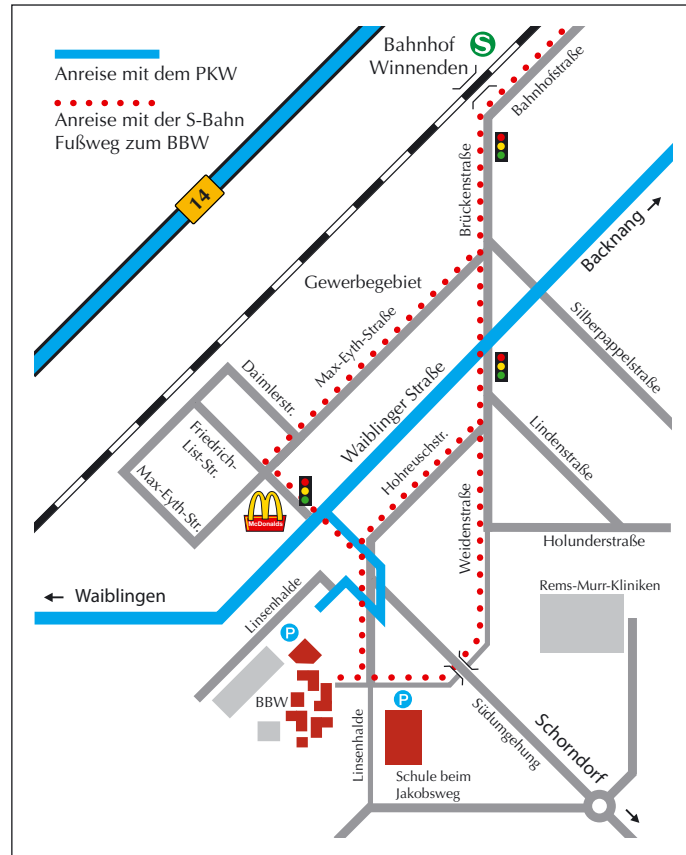 Anreise mit dem PKW
Anreise mit der S-Bahn
Fußweg zum BBW
Bahnhof
Winnenden
S
Bahnhofstraße
14
Brückenstraße
Backnang
Gewerbegebiet
Max-Eyth-Straße
Silberpappelstraße
Daimlerstr.
Waiblinger Straße
Friedrich-
List-Str.
Max-Eyth-Str.
Hohreuschstr.
Lindenstraße
McDonalds
Weidenstraße
Holunderstraße
Waiblingen
Linsenhalde
Rems-Murr-Kliniken
P
BBW
P
Linsenhalde
Südumgehung
Schorndorf
Schule beim
Jakobsweg